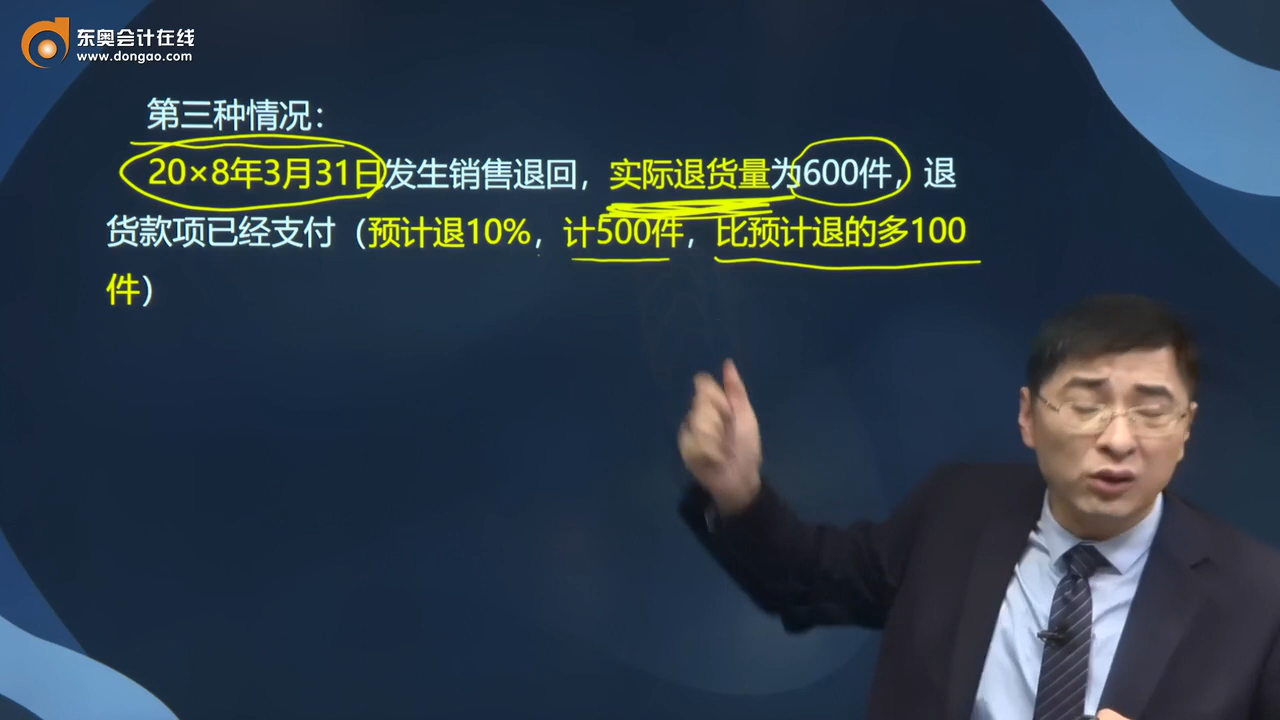 东奥会计在线
www.dongao.com
第三种情况：
20×8年3月31日发生销售退回，实际退货量为600件，退
货款项已经支付（预计退10%，计500件，比预计退的多100
件）